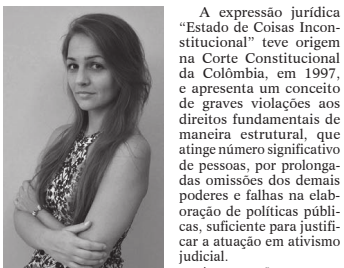 A expressão jurídica
“Estado de Coisas Incon-
stitucional” teve origem
na Corte Constitucional
da Colômbia, em 1997,
e apresenta um conceito
de graves violações aos
direitos fundamentais de
maneira estrutural, que
atinge número significativo
de pessoas, por prolonga-
das omissões dos demais
poderes e falhas na elab-
oração de políticas públi-
cas, suficiente para justifi-
car a atuação em ativismo
judicial.